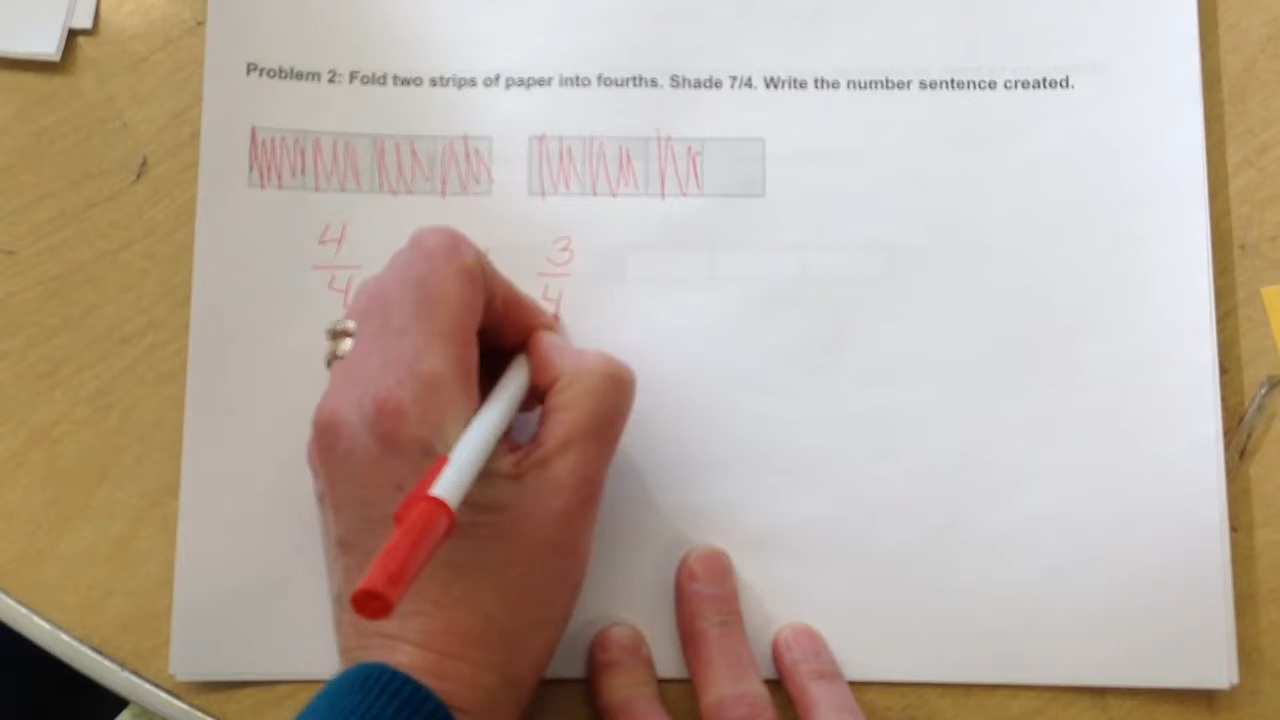 Problem 2: Fold two strips of paper into fourths. Shade 7/4. Write the number sentence created.
4 3
4 4